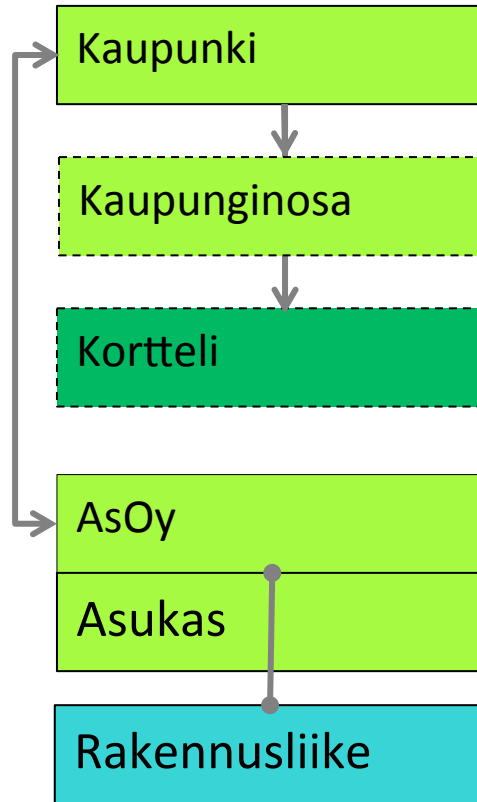 Kaupunki
Kaupunginosa
Kortteli
AsOy
Asukas
Rakennusliike